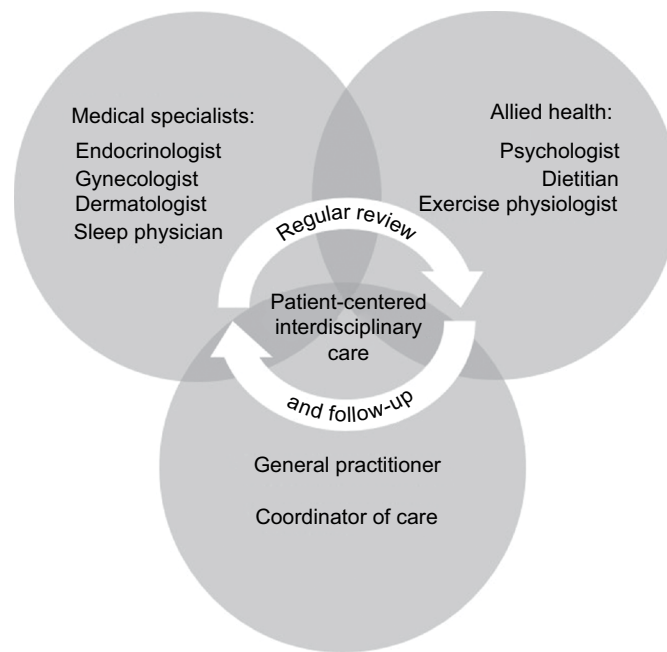 Medical specialists:
Endocrinologist
Gynecologist
Dermatologist
Sleep physician
Allied health:
Psychologist
Dietitian
Exercise physiologist
Regular review
Patient-centered
interdisciplinary
care
and follow-up
General practitioner
Coordinator of care